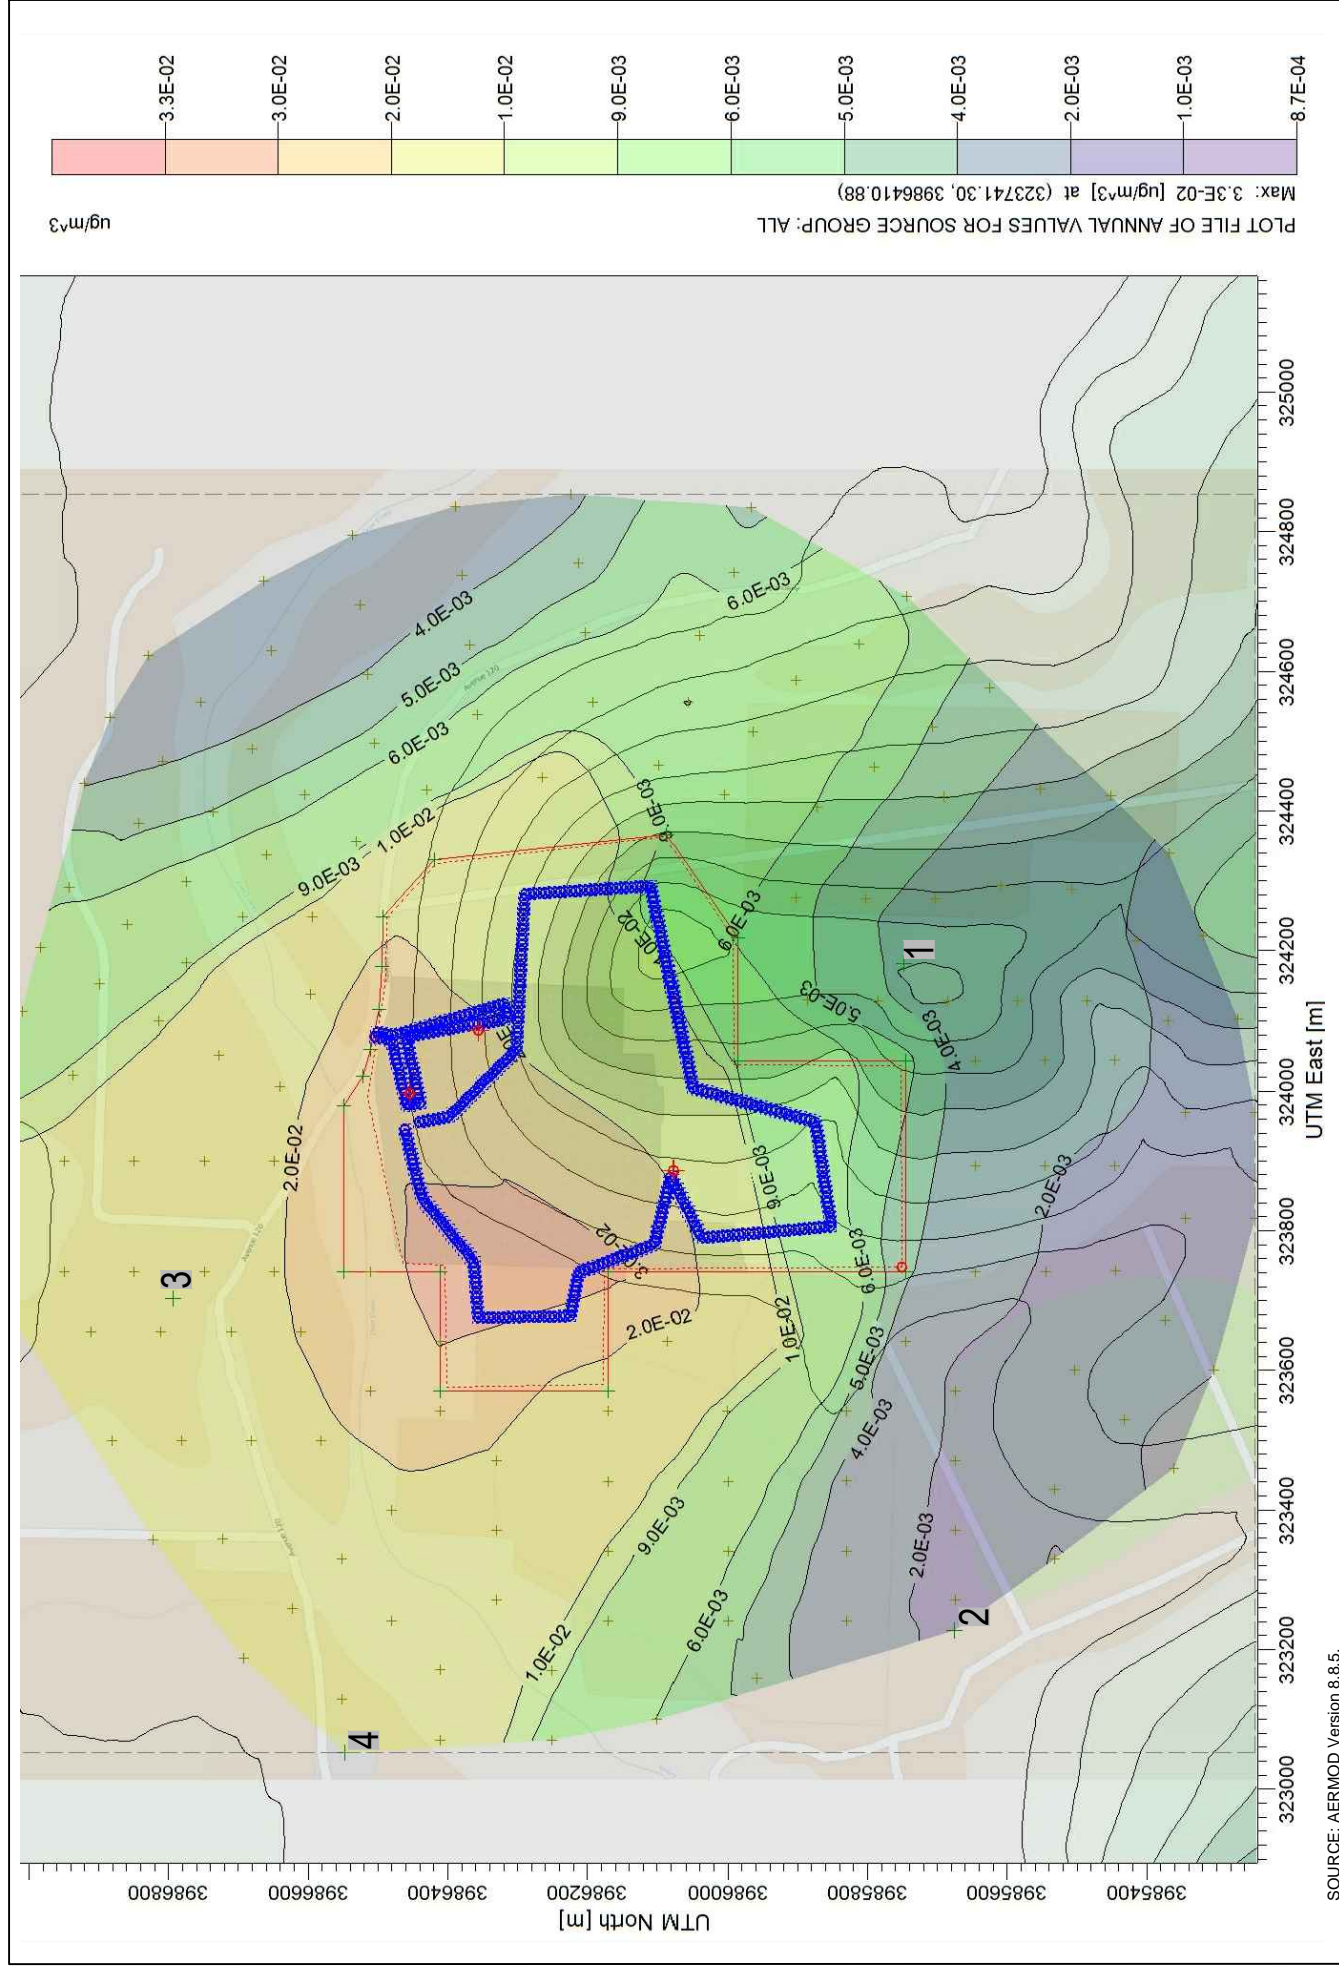 ug/m^3
PLOT FILE OF ANNUAL VALUES FOR SOURCE GROUP: ALL
Max: 3.3E-02 [ug/m^3] at (323741.30, 3986410.88)
8.7E-04
1.0E-03
2.0E-03
4.0E-03
5.0E-03
6.0E-03
9.0E-03
1.0E-02
2.0E-02
3.0E-02
3.3E-02
UTM North [m]
3986800
3986600
3986400
3986200
3986000
3985800
3985600
3985400
UTM East [m]
323000
323200
323400
323600
323800
324000
324200
324400
324600
324800
325000
1
2
3
4
2.0E-02
9.0E-03
1.0E-02
6.0E-03
5.0E-03
4.0E-03
6.0E-03
6.0E-03
5.0E-03
4.0E-03
2.0E-03
9.0E-03
6.0E-03
3.0E-02
2.0E-02
1.0E-02
5.0E-03
4.0E-03
2.0E-03
9.0E-03
6.0E-03
1.0E-02
Avenue 120
Avenue 120
Avenue 120
SOURCE: AERMOD Version 8.8.5.